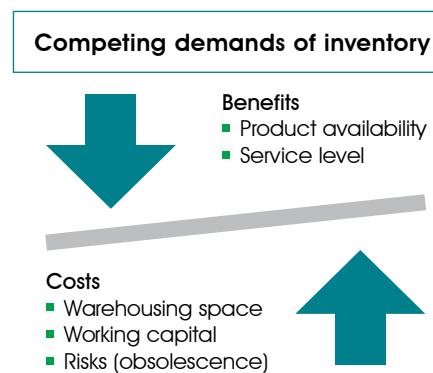 Competing demands of inventory
Benefits
Product availability
Service level
Costs
Warehousing space
Working capital
Risks (obsolescence)